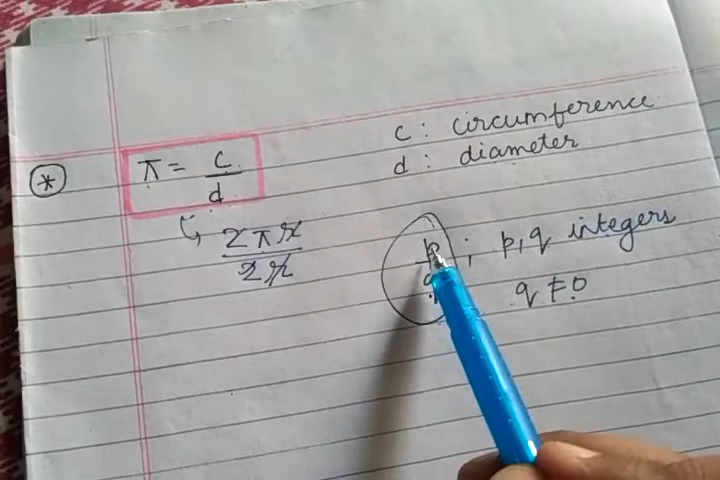 c : circumference
d : diameter
* π = c/d
2πr/2r
p/q ; p, q integers
q ≠ 0